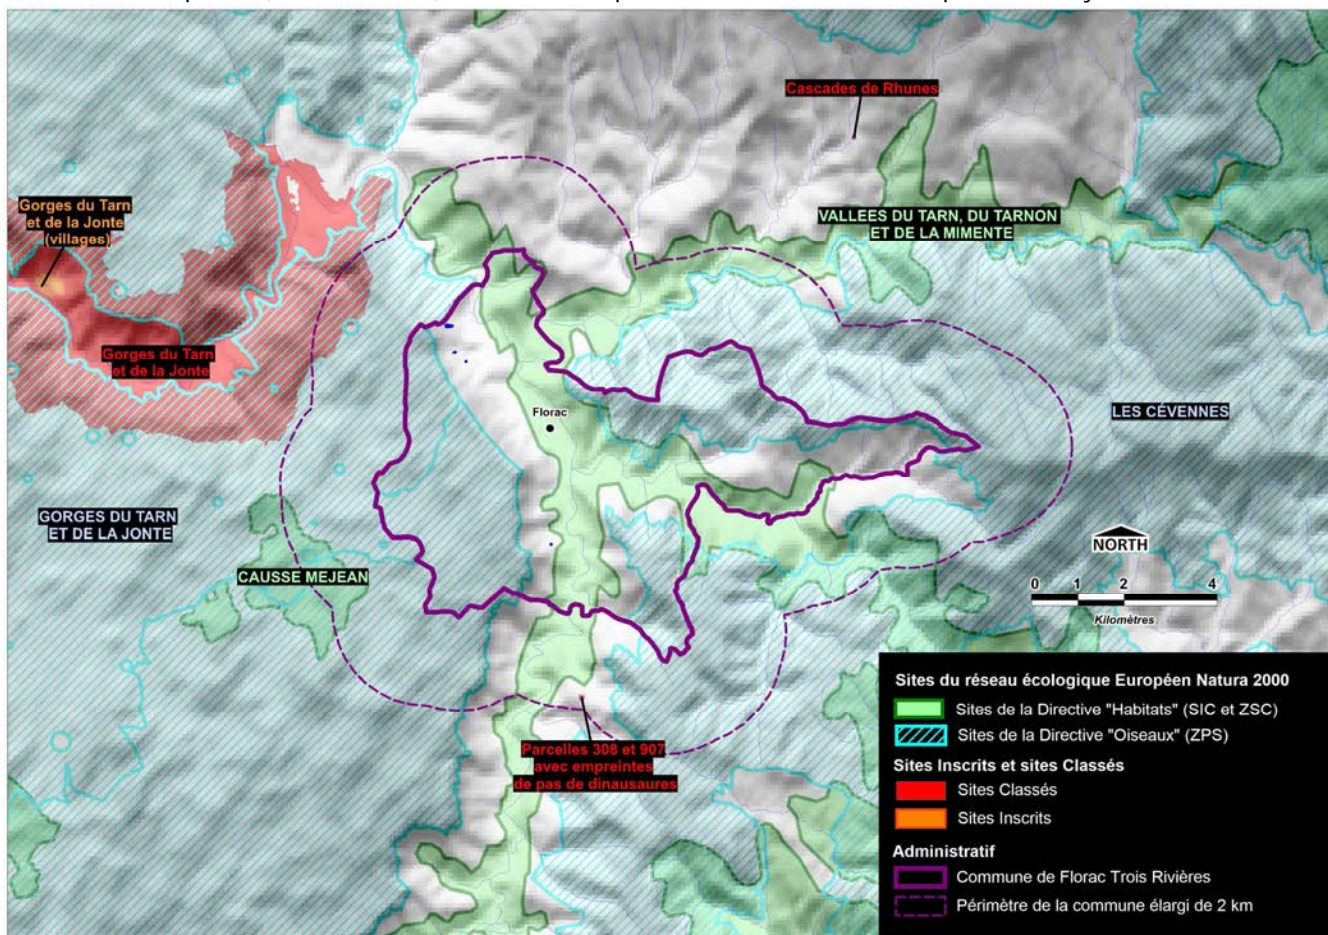 Cascades de Rhunes
Gorges du Tarn
et de la Jonte
(villages)
VALLEES DU TARN, DU TARNON
ET DE LA MIMENTE
Gorges du Tarn
et de la Jonte
Florac
LES CÉVENNES
GORGES DU TARN
ET DE LA JONTE
NORTH
CAUSSE MEJEAN
0 1 2 4
Kilomètres
Parcelles 308 et 907
avec empreintes
de pas de dinausaures
Sites du réseau écologique Européen Natura 2000
Sites de la Directive "Habitats" (SIC et ZSC)
Sites de la Directive "Oiseaux" (ZPS)
Sites Inscrits et sites Classés
Sites Classés
Sites Inscrits
Administratif
Commune de Florac Trois Rivières
Périmètre de la commune élargi de 2 km